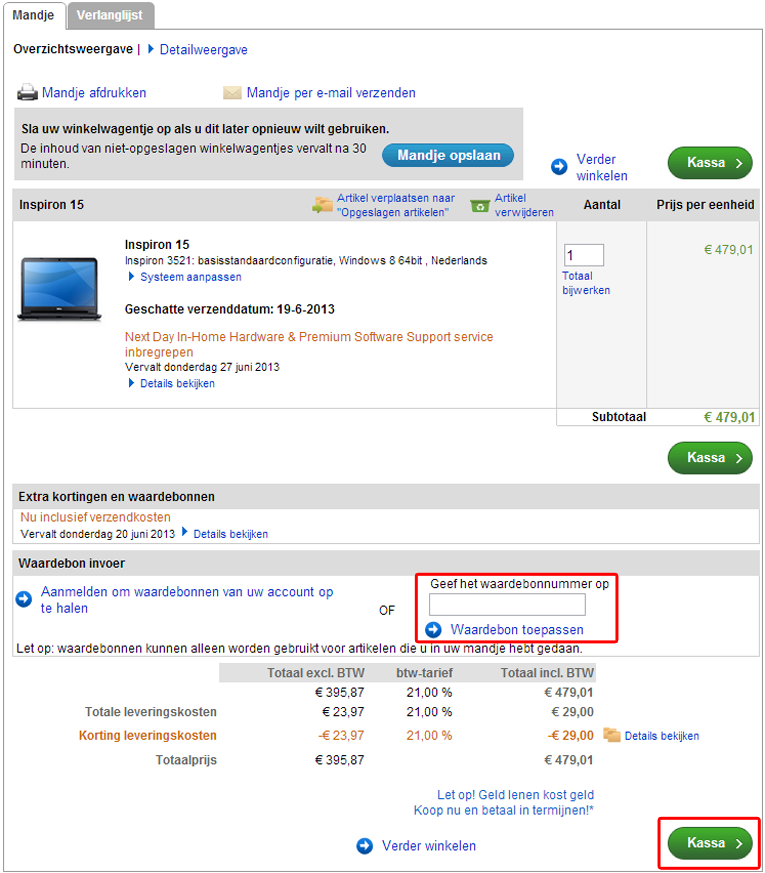 Mandje
Verlanglijst
Overzichtsweergave | Detailweergave
Mandje afdrukken
Mandje per e-mail verzenden
Sla uw winkelwagentje op als u dit later opnieuw wilt gebruiken.
De inhoud van niet-opgeslagen winkelwagentjes vervalt na 30
minuten.
Mandje opslaan
Verder
winkelen
Kassa
Inspiron 15
Artikel verplaatsen naar
"Opgeslagen artikelen"
Artikel
verwijderen
Aantal
Prijs per eenheid
Inspiron 15
Inspiron 3521: basisstandaardconfiguratie, Windows 8 64bit , Nederlands
Systeem aanpassen
1
Totaal
bijwerken
€ 479,01
Geschatte verzenddatum: 19-6-2013
Next Day In-Home Hardware & Premium Software Support service
inbegrepen
Vervalt donderdag 27 juni 2013
Details bekijken
Subtotaal € 479,01
Kassa
Extra kortingen en waardebonnen
Nu inclusief verzendkosten
Vervalt donderdag 20 juni 2013 Details bekijken
Waardebon invoer
Aanmelden om waardebonnen van uw account op
te halen
OF
Geef het waardebonnummer op
Waardebon toepassen
Let op: waardebonnen kunnen alleen worden gebruikt voor artikelen die u in uw mandje hebt gedaan.
Totaal excl. BTW btw-tarief Totaal incl. BTW
€ 395,87 21,00 % € 479,01
Totale leveringskosten € 23,97 21,00 % € 29,00
Korting leveringskosten -€ 23,97 21,00 % -€ 29,00 Details bekijken
Totaalprijs € 395,87 € 479,01
Let op! Geld lenen kost geld
Koop nu en betaal in termijnen!*
Verder winkelen
Kassa